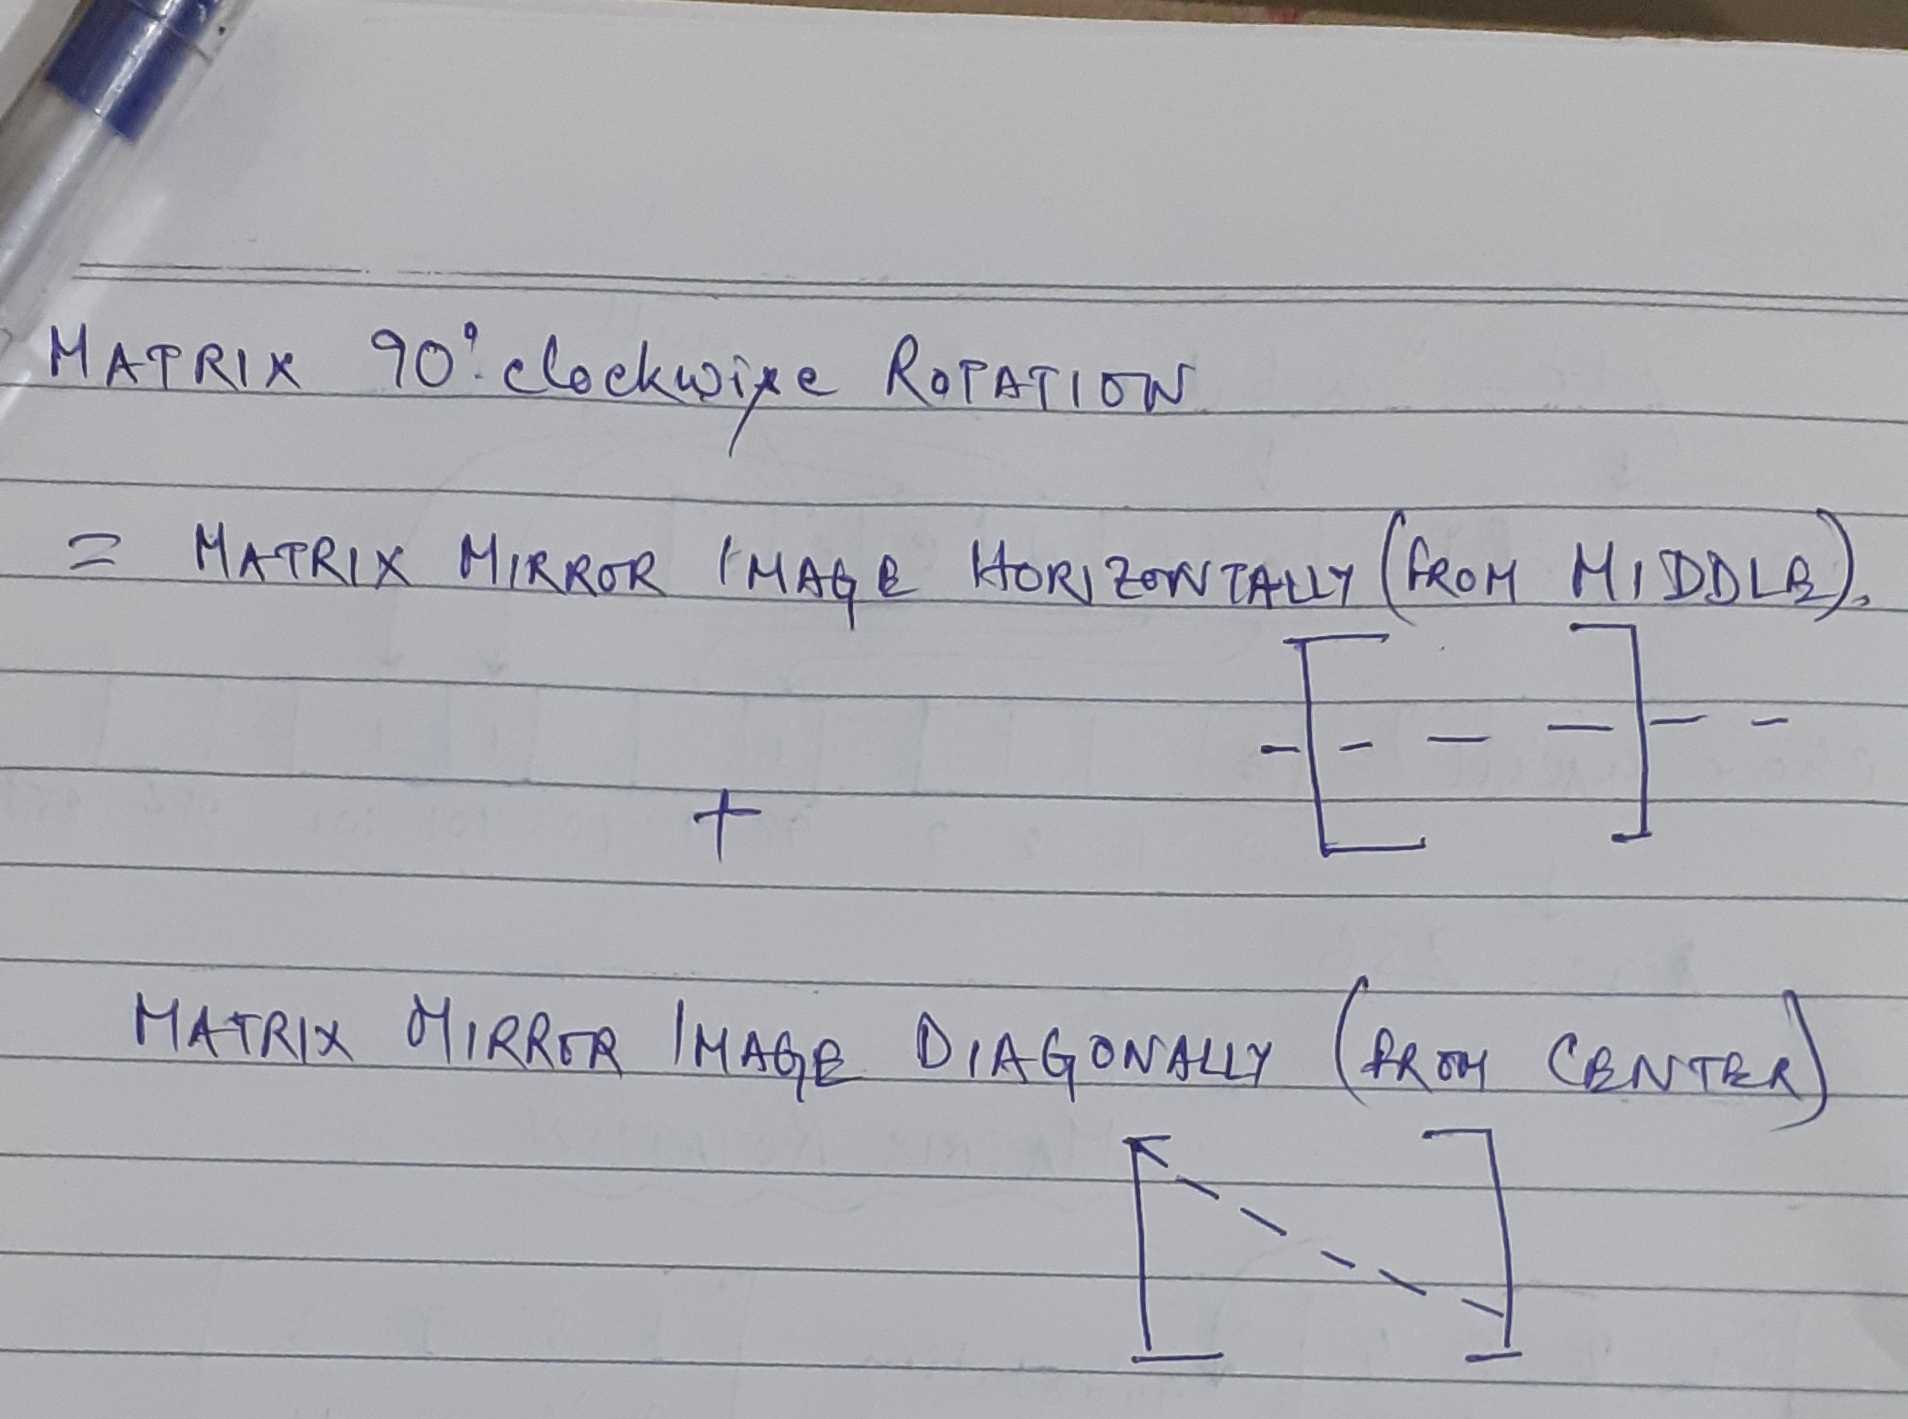 MATRIX 90° clockwise ROTATION
= MATRIX MIRROR IMAGE HORIZONTALLY (FROM MIDDLE).
+
MATRIX MIRROR IMAGE DIAGONALLY (FROM CENTER)